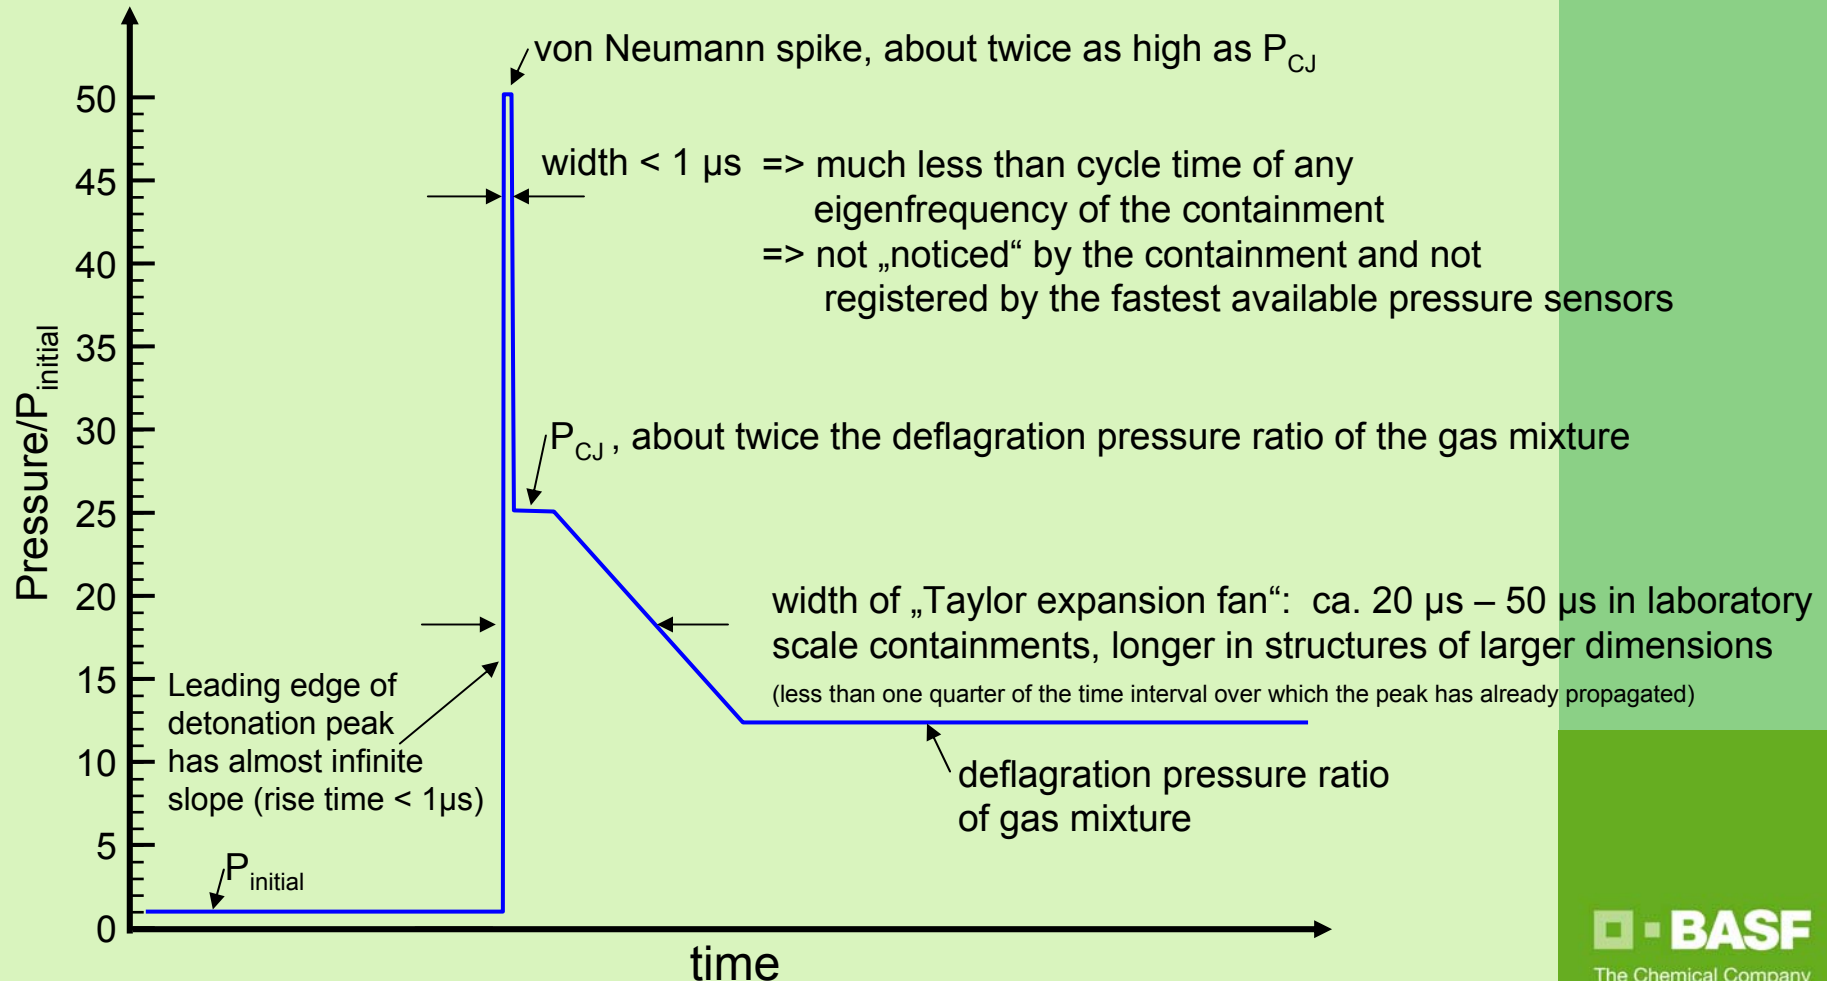 von Neumann spike, about twice as high as P_CJ
50
45
40
35
30
25
20
15
10
5
0
Pressure/P_initial
width < 1 µs => much less than cycle time of any
eigenfrequency of the containment
=> not „noticed“ by the containment and not
registered by the fastest available pressure sensors
P_CJ , about twice the deflagration pressure ratio of the gas mixture
width of „Taylor expansion fan“: ca. 20 µs – 50 µs in laboratory
scale containments, longer in structures of larger dimensions
(less than one quarter of the time interval over which the peak has already propagated)
Leading edge of
detonation peak
has almost infinite
slope (rise time < 1µs)
deflagration pressure ratio
of gas mixture
P_initial
time
BASF
The Chemical Company